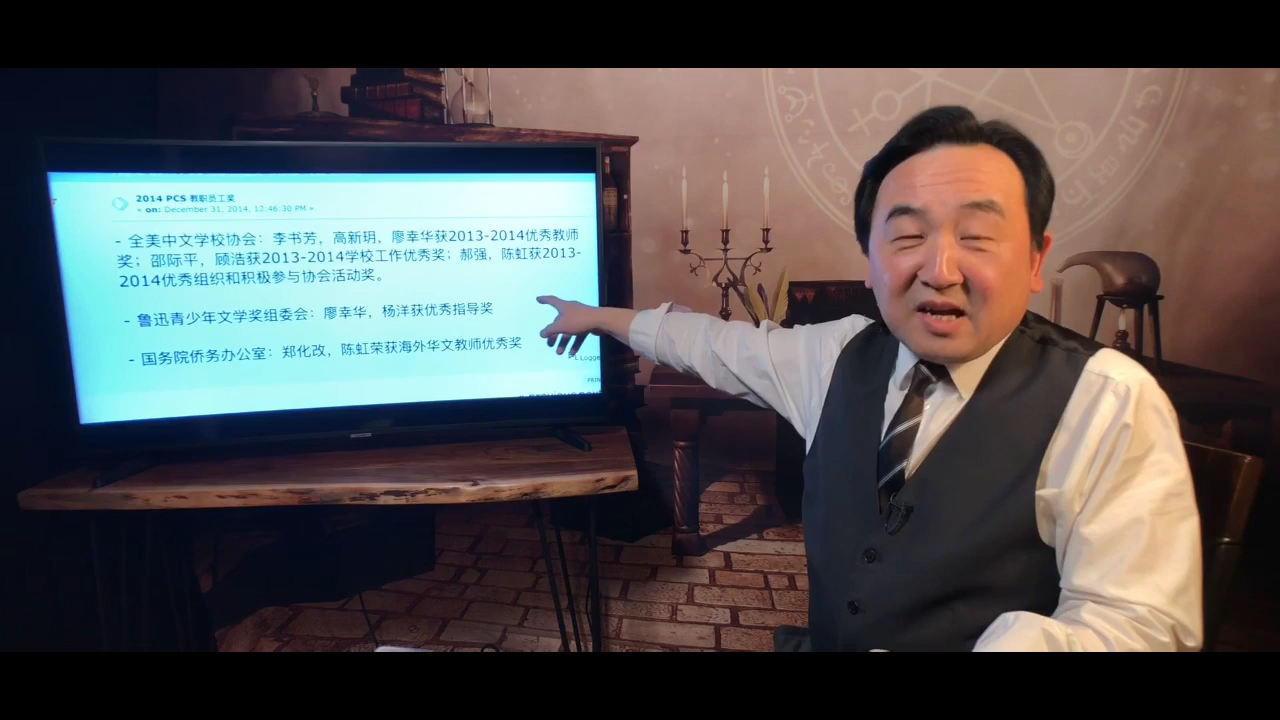 2014 PCS 教职员工奖
« on: December 31, 2014, 12:46:30 PM »
- 全美中文学校协会：李书芳，高新玥，廖幸华获2013-2014优秀教师
奖；邵际平，顾浩获2013-2014学校工作优秀奖；郝强，陈虹获2013-
2014优秀组织和积极参与协会活动奖。
- 鲁迅青少年文学奖组委会：廖幸华，杨洋获优秀指导奖
- 国务院侨务办公室：郑化改，陈虹荣获海外华文教师优秀奖